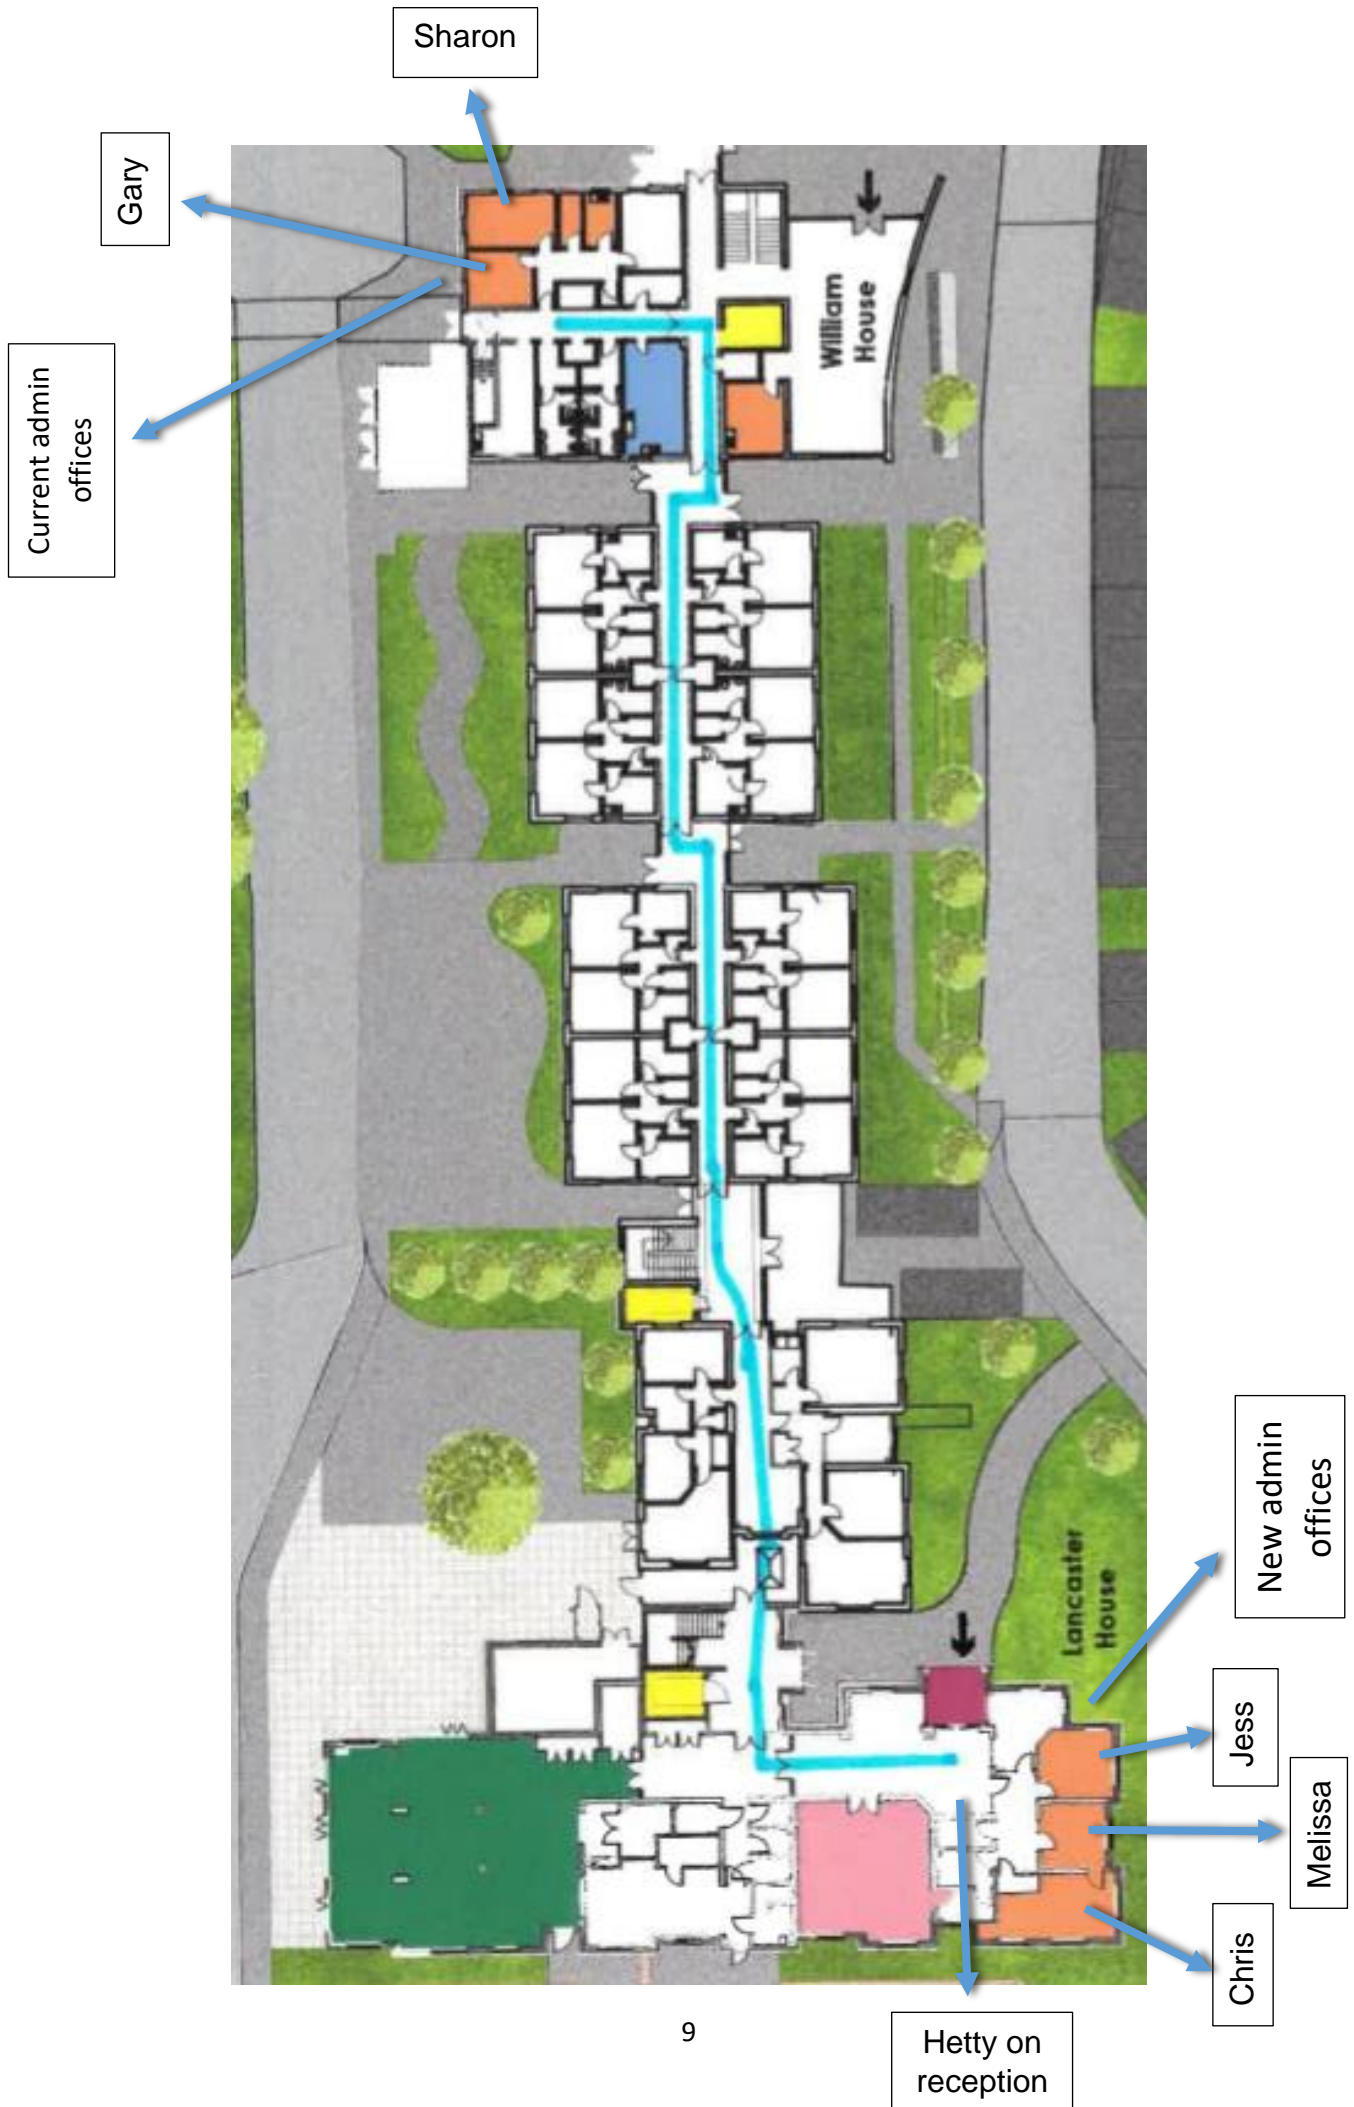 Sharon
Gary
Current admin
offices
William
House
New admin
offices
Lancaster
House
Jess
Melissa
Chris
9
Hetty on
reception